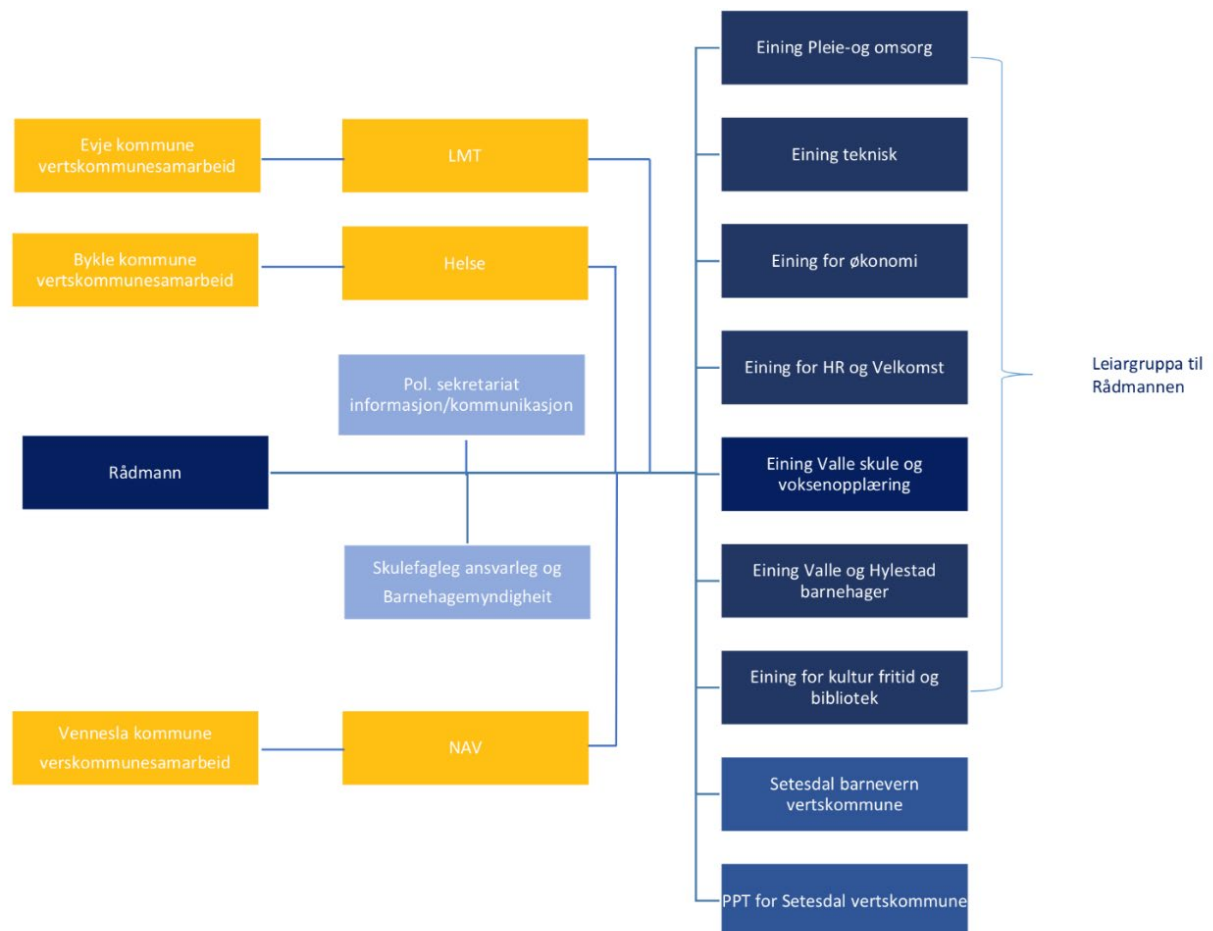 Eining Pleie-og omsorg
Evje kommune
vertskommunesamarbeid
LMT
Eining teknisk
Bykle kommune
vertskommunesamarbeid
Helse
Eining for økonomi
Pol. sekretariat
informasjon/kommunikasjon
Eining for HR og Velkomst
Leiargruppa til
Rådmannen
Rådmann
Eining Valle skule og
voksenopplæring
Skulefagleg ansvarleg og
Barnehagemyndigheit
Eining Valle og Hylestad
barnehager
Eining for kultur fritid og
bibliotek
Vennesla kommune
verskommunesamarbeid
NAV
Setesdal barnevern
vertskommune
PPT for Setesdal vertskommune